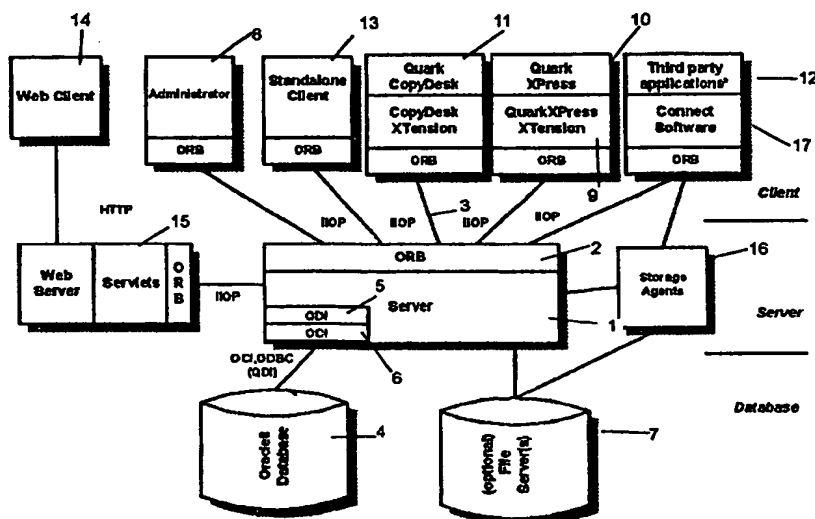 14
8
13
11
10
Web Client
Administrator
ORB
Standalone
Client
ORB
Quark
CopyDesk
CopyDesk
XTension
ORB
Quark
XPress
QuarkXPress
XTension
ORB
Third party
applications*
Connect
Software
ORB
12
17
9
3
Client
HTTP
IIOP
IIOP
IIOP
IIOP
15
Web
Server
Servlets
ORB
IIOP
ORB
2
5
Server
ODI
OCI
1
6
16
Storage
Agents
Server
OCI,ODBC
(QDI)
Oracle8
Database
4
(optional)
File
Server(s)
7
Database